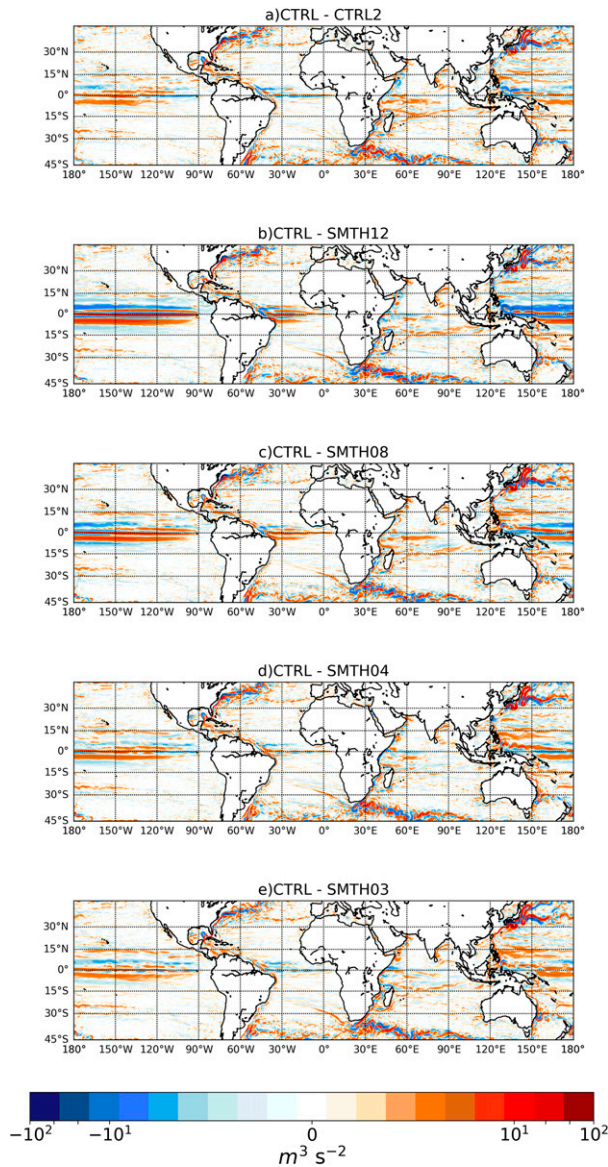 a)CTRL - CTRL2
30°N
15°N
0°
15°S
30°S
45°S
180° 150°W 120°W 90°W 60°W 30°W 0° 30°E 60°E 90°E 120°E 150°E 180°
b)CTRL - SMTH12
30°N
15°N
0°
15°S
30°S
45°S
180° 150°W 120°W 90°W 60°W 30°W 0° 30°E 60°E 90°E 120°E 150°E 180°
c)CTRL - SMTH08
30°N
15°N
0°
15°S
30°S
45°S
180° 150°W 120°W 90°W 60°W 30°W 0° 30°E 60°E 90°E 120°E 150°E 180°
d)CTRL - SMTH04
30°N
15°N
0°
15°S
30°S
45°S
180° 150°W 120°W 90°W 60°W 30°W 0° 30°E 60°E 90°E 120°E 150°E 180°
e)CTRL - SMTH03
30°N
15°N
0°
15°S
30°S
45°S
180° 150°W 120°W 90°W 60°W 30°W 0° 30°E 60°E 90°E 120°E 150°E 180°
−10² −10¹ 0 10¹ 10²
m³ s⁻²